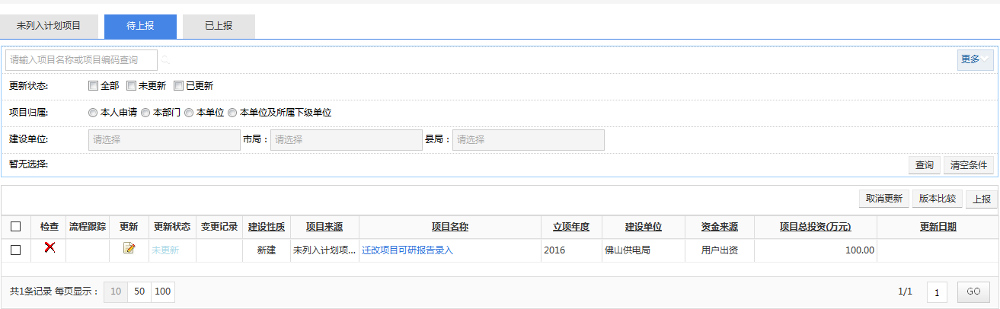 未列入计划项目 待上报 已上报
请输入项目名称或项目编码查询 更多
更新状态: 全部 未更新 已更新
项目归属: 本人申请 本部门 本单位 本单位及所属下级单位
建设单位: 请选择 市局： 请选择 县局： 请选择
暂无选择: 查询 清空条件
取消更新 版本比较 上报
检查 流程跟踪 更新 更新状态 变更记录 建设性质 项目来源 项目名称 立项年度 建设单位 资金来源 项目总投资(万元) 更新日期
未更新 新建 未列入计划项... 迁改项目可研报告录入 2016 佛山供电局 用户出资 100.00
共1条记录 每页显示： 10 50 100 1/1 1 GO